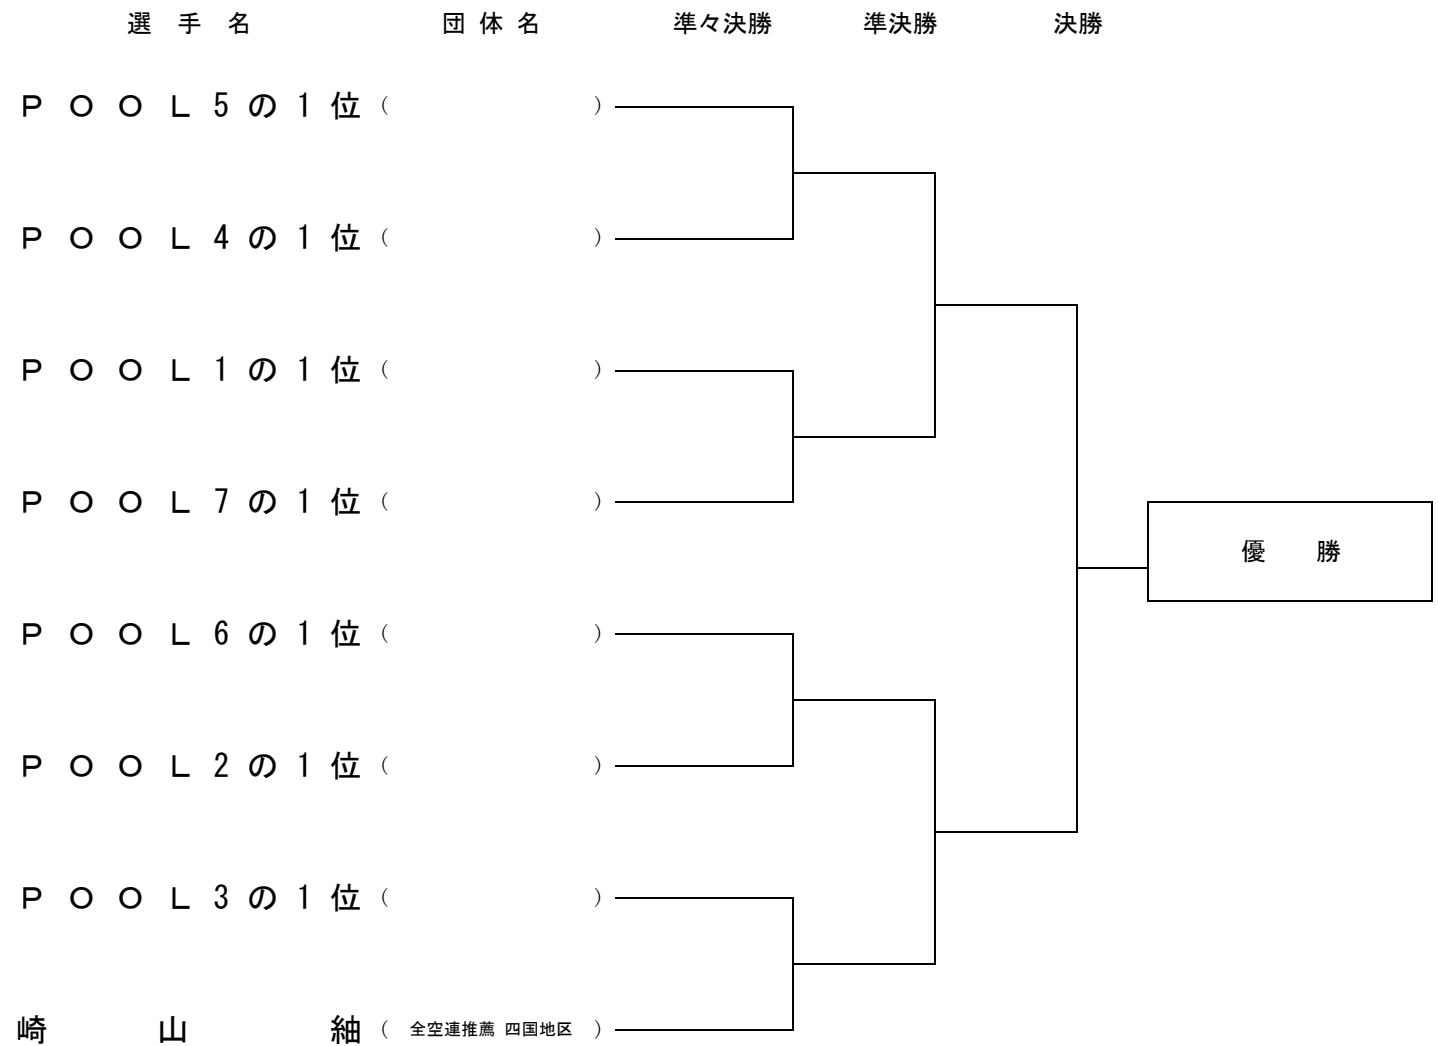 選手名 団体名 準々決勝 準決勝 決勝
ＰＯＯＬ５の１位（ ）
ＰＯＯＬ４の１位（ ）
ＰＯＯＬ１の１位（ ）
ＰＯＯＬ７の１位（ ）
優勝
ＰＯＯＬ６の１位（ ）
ＰＯＯＬ２の１位（ ）
ＰＯＯＬ３の１位（ ）
崎山 紬（ 全空連推薦 四国地区 ）